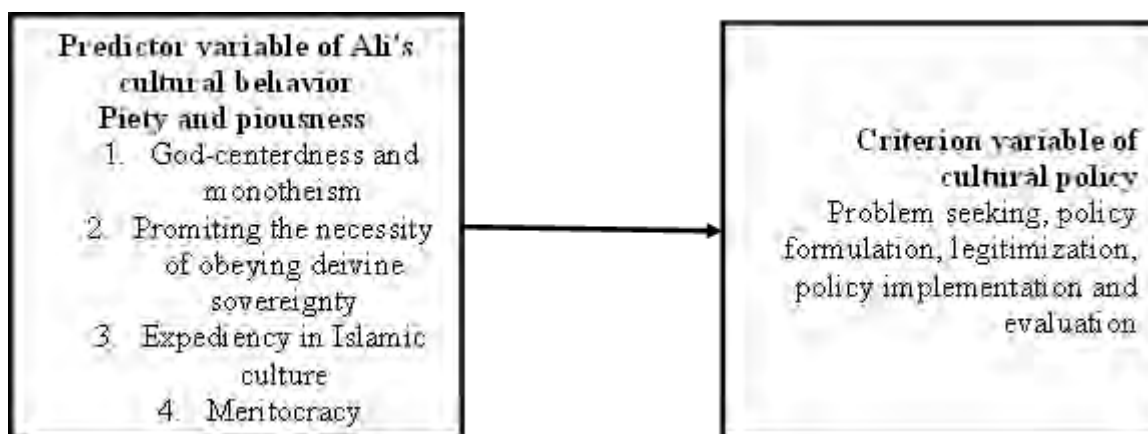 Predictor variable of Ali's
cultural behavior
Piety and piousness
1. God-centerdness and
monotheism
2. Promiting the necessity
of obeying deivine
sovereignty
3. Expediency in Islamic
culture
4. Meritocracy
Criterion variable of
cultural policy
Problem seeking, policy
formulation, legitimization,
policy implementation and
evaluation